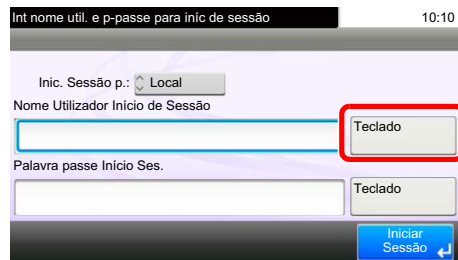 Int nome util. e p-passe para iníc de sessão 10:10
Inic. Sessão p.: Local
Nome Utilizador Início de Sessão
Teclado
Palavra passe Início Ses.
Teclado
Iniciar
Sessão